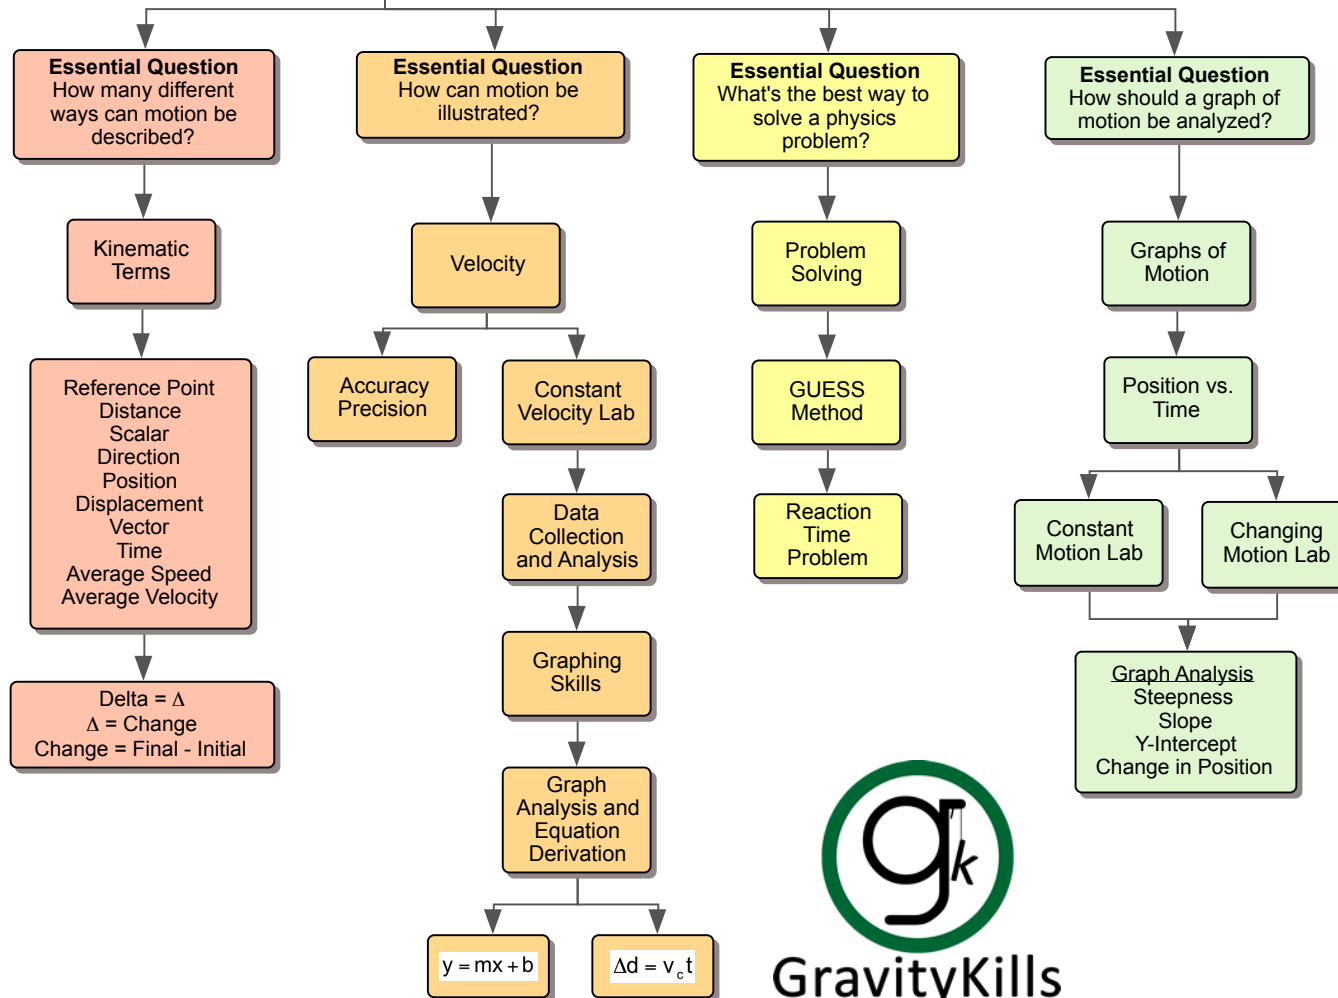 Essential Question
How many different
ways can motion be
described?
Kinematic
Terms
Reference Point
Distance
Scalar
Direction
Position
Displacement
Vector
Time
Average Speed
Average Velocity
Delta = Δ
Δ = Change
Change = Final - Initial
Essential Question
How can motion be
illustrated?
Velocity
Accuracy
Precision
Constant
Velocity Lab
Data
Collection
and Analysis
Graphing
Skills
Graph
Analysis and
Equation
Derivation
y = mx + b
Δd = v_c t
Essential Question
What's the best way to
solve a physics
problem?
Problem
Solving
GUESS
Method
Reaction
Time
Problem
Essential Question
How should a graph of
motion be analyzed?
Graphs of
Motion
Position vs.
Time
Constant
Motion Lab
Changing
Motion Lab
Graph Analysis
Steepness
Slope
Y-Intercept
Change in Position
gk
GravityKills